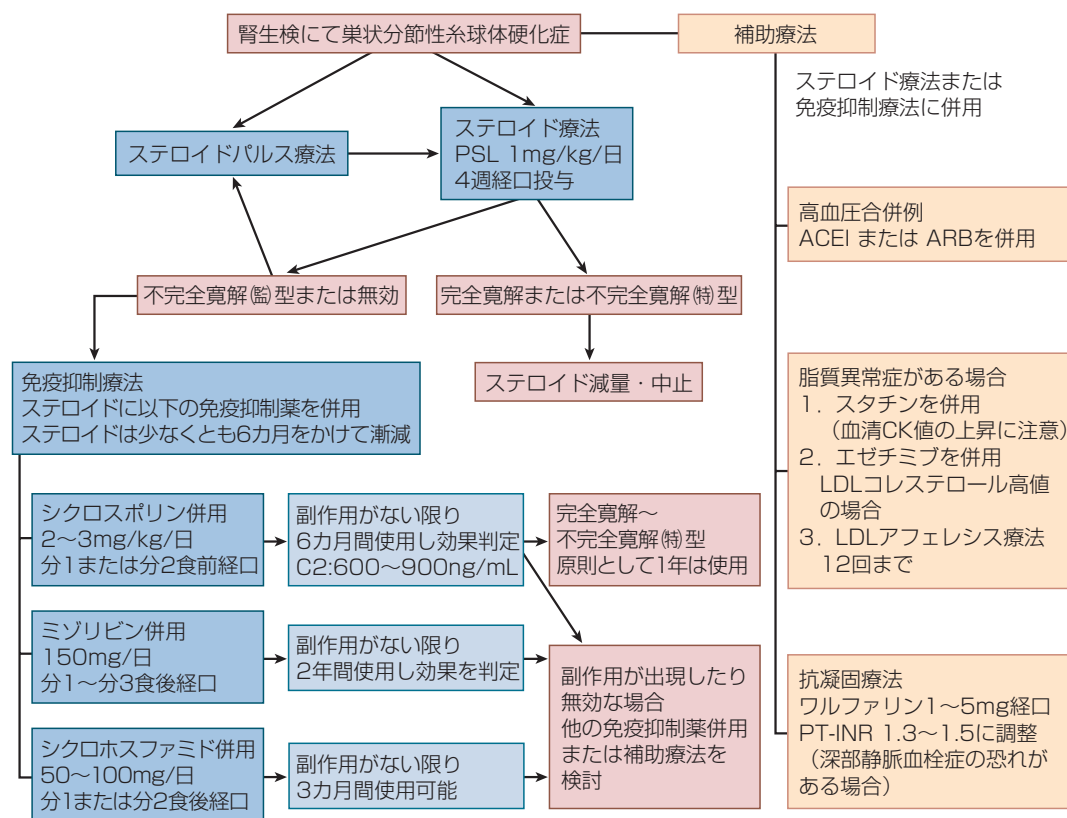 腎生検にて巣状分節性糸球体硬化症
補助療法
ステロイド療法または
免疫抑制療法に併用
ステロイドパルス療法
ステロイド療法
PSL 1mg/kg/日
4週経口投与
高血圧合併例
ACEI または ARBを併用
不完全寛解㈼型または無効
完全寛解または不完全寛解㈵型
ステロイド減量・中止
免疫抑制療法
ステロイドに以下の免疫抑制薬を併用
ステロイドは少なくとも6カ月をかけて漸減
脂質異常症がある場合
1．スタチンを併用
（血清CK値の上昇に注意）
2．エゼチミブを併用
LDLコレステロール高値
の場合
3．LDLアフェレシス療法
12回まで
シクロスポリン併用
2〜3mg/kg/日
分1または分2食前経口
副作用がない限り
6カ月間使用し効果判定
C2:600〜900ng/mL
完全寛解〜
不完全寛解㈵型
原則として1年は使用
ミゾリビン併用
150mg/日
分1〜分3食後経口
副作用がない限り
2年間使用し効果を判定
副作用が出現したり
無効な場合
他の免疫抑制薬併用
または補助療法を
検討
抗凝固療法
ワルファリン1〜5mg経口
PT-INR 1.3〜1.5に調整
（深部静脈血栓症の恐れが
ある場合）
シクロホスファミド併用
50〜100mg/日
分1または分2食後経口
副作用がない限り
3カ月間使用可能